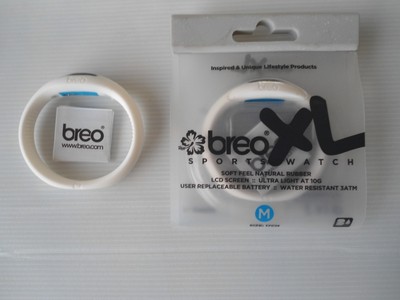 breo
www.breo.com
Inspired & Unique Lifestyle Products
breo XL
SPORTS WATCH
SOFT FEEL NATURAL RUBBER
LCD SCREEN :: ULTRA LIGHT AT 10G
USER REPLACEABLE BATTERY :: WATER RESISTANT 3ATM
M